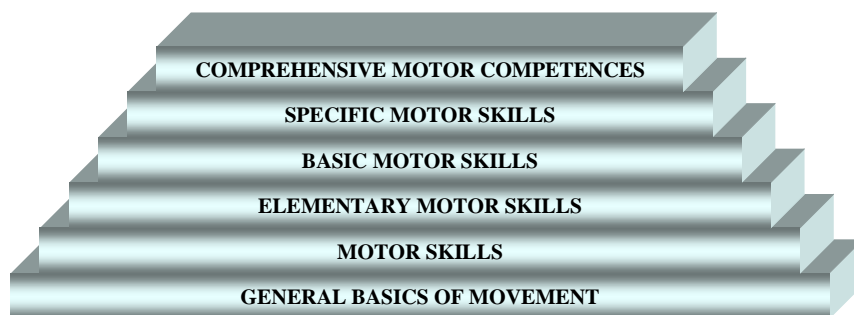 COMPREHENSIVE MOTOR COMPETENCES
SPECIFIC MOTOR SKILLS
BASIC MOTOR SKILLS
ELEMENTARY MOTOR SKILLS
MOTOR SKILLS
GENERAL BASICS OF MOVEMENT